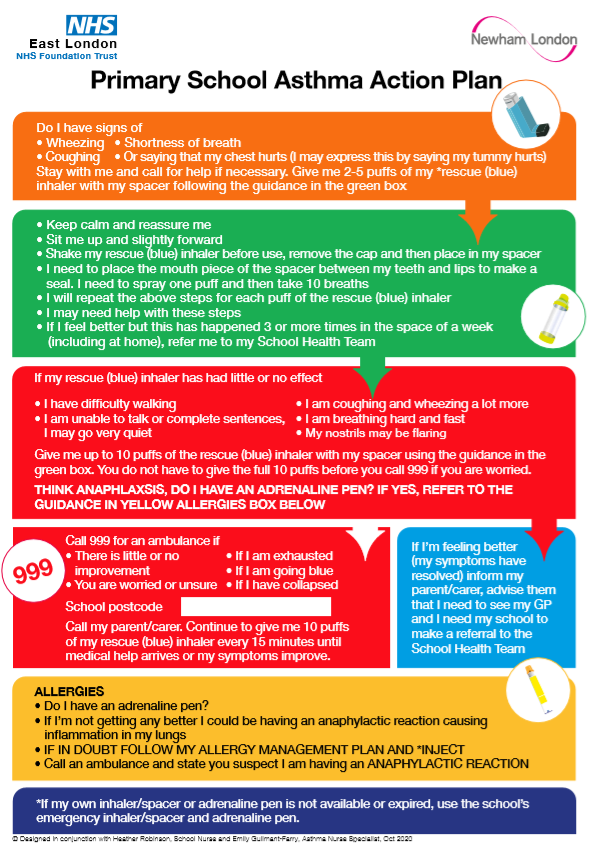 NHS
East London
NHS Foundation Trust
Newham London
Primary School Asthma Action Plan
Do I have signs of
• Wheezing • Shortness of breath
• Coughing • Or saying that my chest hurts (I may express this by saying my tummy hurts)
Stay with me and call for help if necessary. Give me 2-5 puffs of my *rescue (blue)
inhaler with my spacer following the guidance in the green box
• Keep calm and reassure me
• Sit me up and slightly forward
• Shake my rescue (blue) inhaler before use, remove the cap and then place in my spacer
• I need to place the mouth piece of the spacer between my teeth and lips to make a
seal. I need to spray one puff and then take 10 breaths
• I will repeat the above steps for each puff of the rescue (blue) inhaler
• I may need help with these steps
• If I feel better but this has happened 3 or more times in the space of a week
(including at home), refer me to my School Health Team
If my rescue (blue) inhaler has had little or no effect
• I have difficulty walking
• I am unable to talk or complete sentences,
I may go very quiet
• I am coughing and wheezing a lot more
• I am breathing hard and fast
• My nostrils may be flaring
Give me up to 10 puffs of the rescue (blue) inhaler with my spacer using the guidance in the
green box. You do not have to give the full 10 puffs before you call 999 if you are worried.
THINK ANAPHLAXSIS, DO I HAVE AN ADRENALINE PEN? IF YES, REFER TO THE
GUIDANCE IN YELLOW ALLERGIES BOX BELOW
999
Call 999 for an ambulance if
• There is little or no
improvement
• You are worried or unsure
• If I am exhausted
• If I am going blue
• If I have collapsed
School postcode
Call my parent/carer. Continue to give me 10 puffs
of my rescue (blue) inhaler every 15 minutes until
medical help arrives or my symptoms improve.
If I'm feeling better
(my symptoms have
resolved) inform my
parent/carer, advise them
that I need to see my GP
and I need my school to
make a referral to the
School Health Team
ALLERGIES
• Do I have an adrenaline pen?
• If I'm not getting any better I could be having an anaphylactic reaction causing
inflammation in my lungs
• IF IN DOUBT FOLLOW MY ALLERGY MANAGEMENT PLAN AND *INJECT
• Call an ambulance and state you suspect I am having an ANAPHYLACTIC REACTION
*If my own inhaler/spacer or adrenaline pen is not available or expired, use the school's
emergency inhaler/spacer and adrenaline pen.
© Designed in conjunction with Heather Robinson, School Nurse and Emily Guilmant-Farry, Asthma Nurse Specialist, Oct 2020